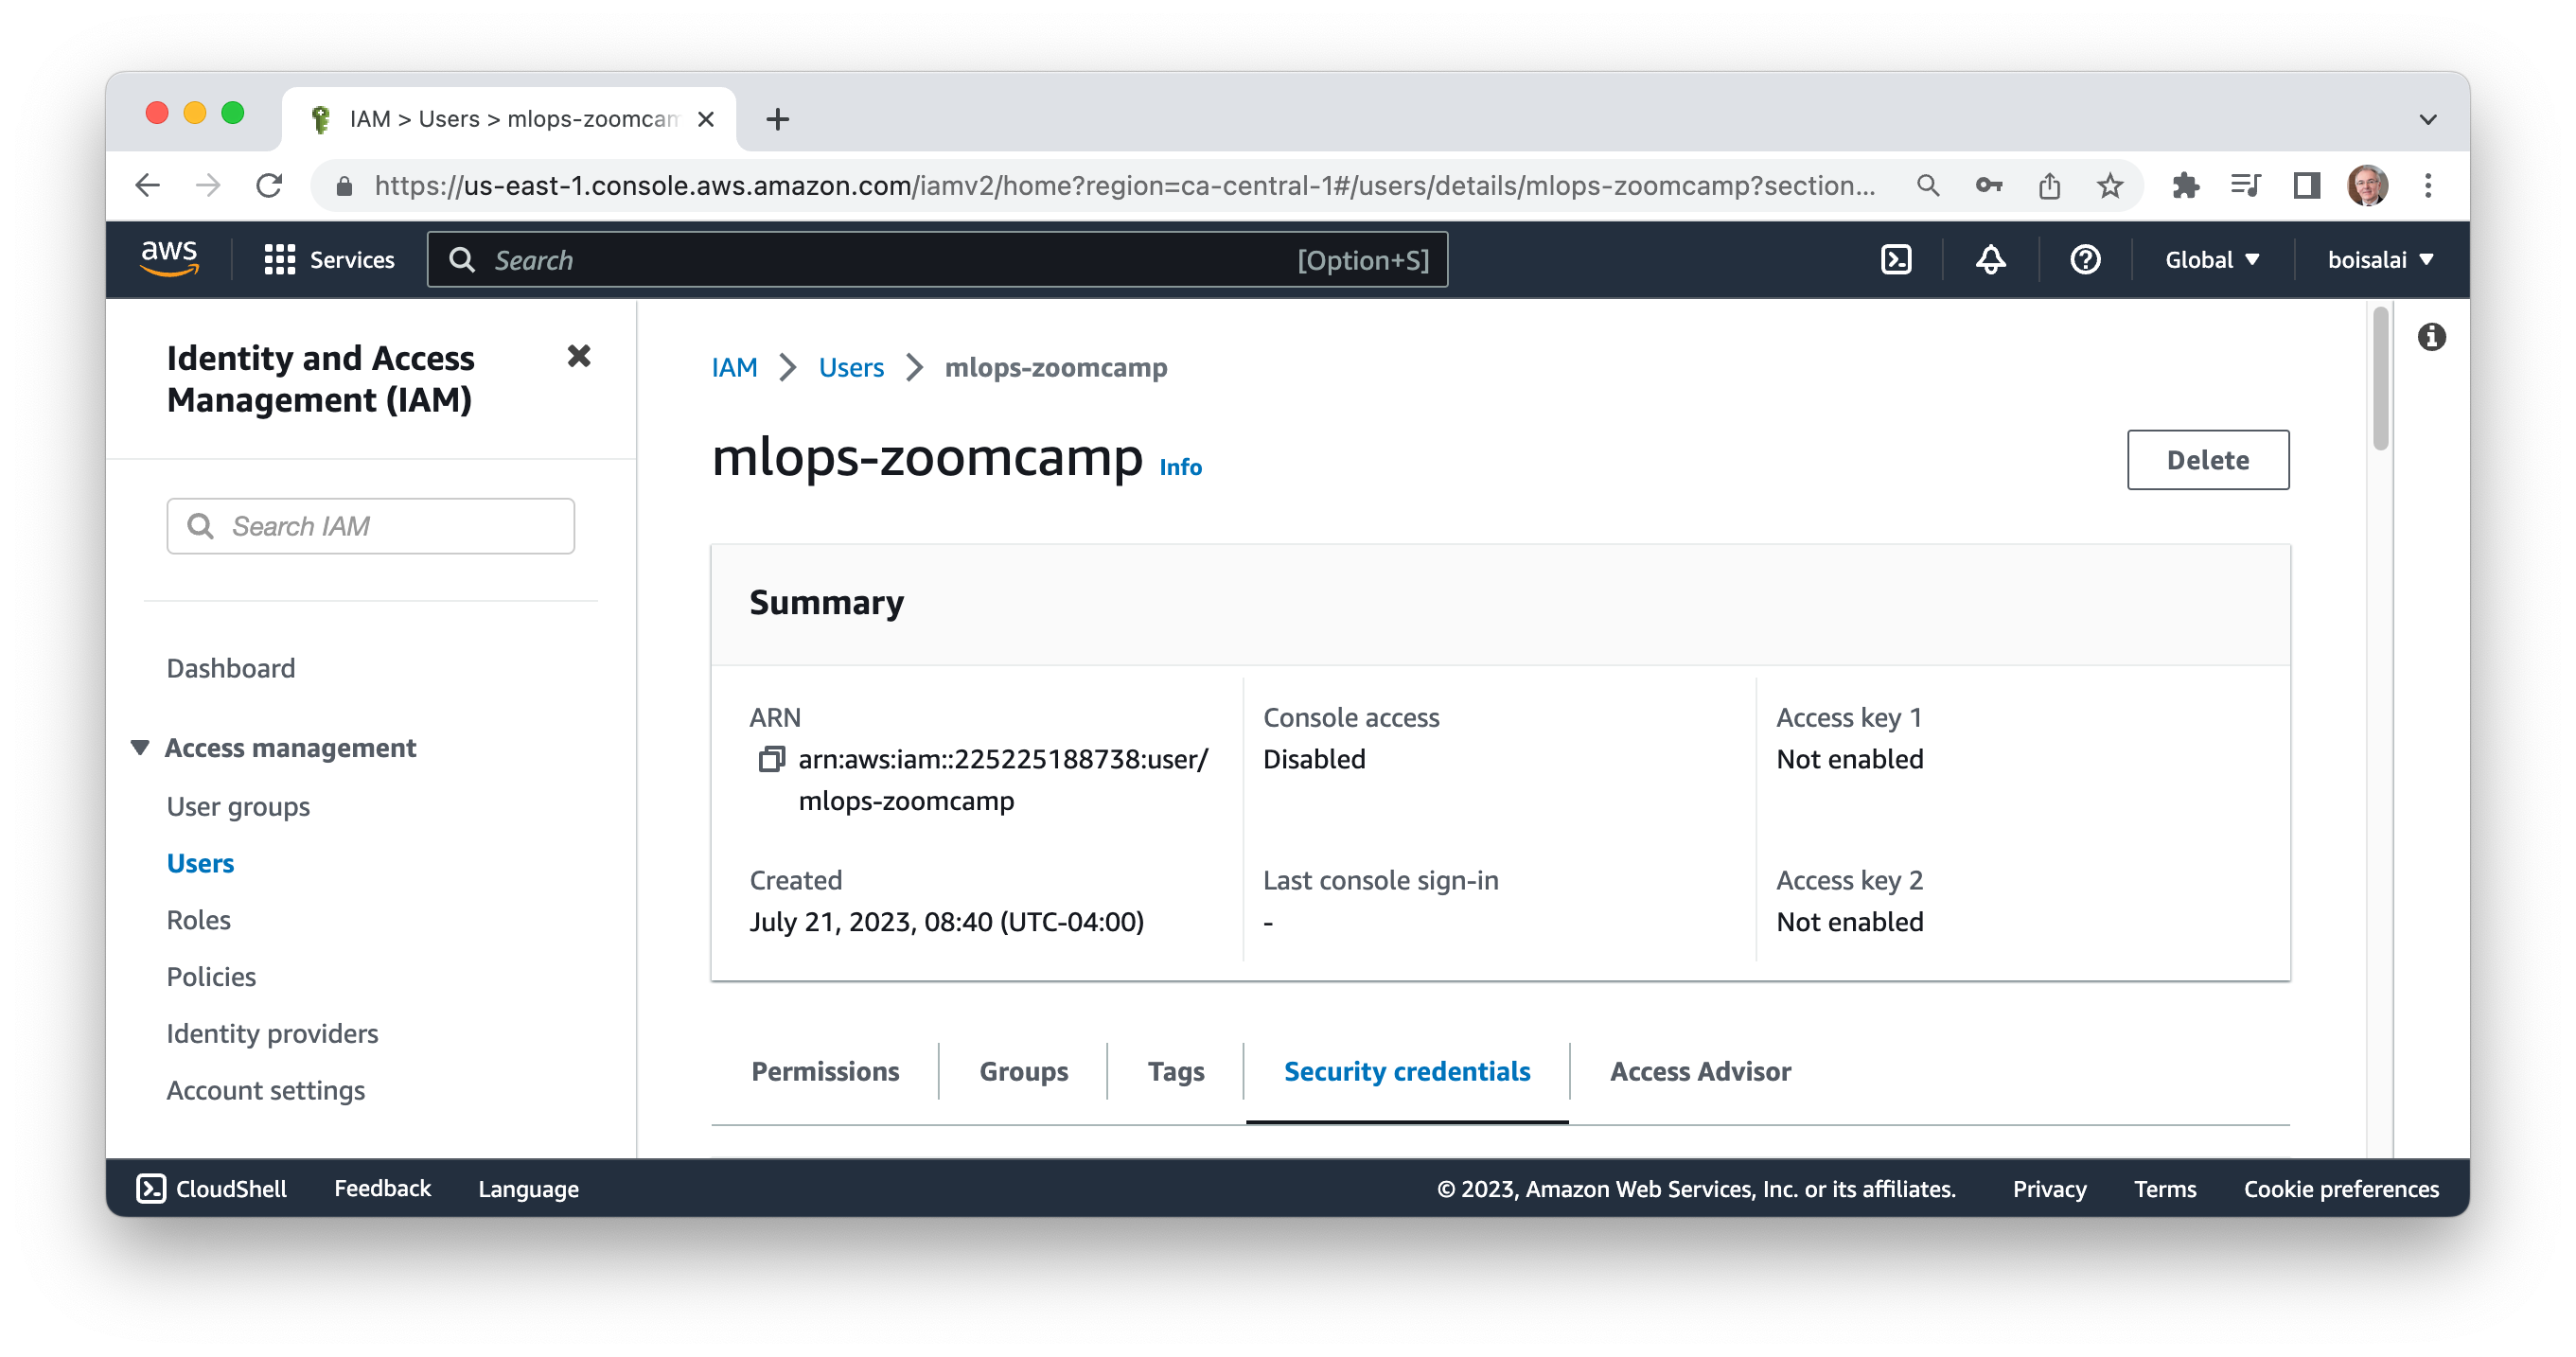 IAM > Users > mlops-zoomcam
https://us-east-1.console.aws.amazon.com/iamv2/home?region=ca-central-1#/users/details/mlops-zoomcamp?section...
aws
Services
Search
[Option+S]
Global
boisalai
Identity and Access
Management (IAM)
Search IAM
Dashboard
Access management
User groups
Users
Roles
Policies
Identity providers
Account settings
IAM
Users
mlops-zoomcamp
mlops-zoomcamp Info
Delete
Summary
ARN
arn:aws:iam::225225188738:user/
mlops-zoomcamp
Console access
Disabled
Access key 1
Not enabled
Created
July 21, 2023, 08:40 (UTC-04:00)
Last console sign-in
-
Access key 2
Not enabled
Permissions
Groups
Tags
Security credentials
Access Advisor
CloudShell
Feedback
Language
© 2023, Amazon Web Services, Inc. or its affiliates.
Privacy
Terms
Cookie preferences